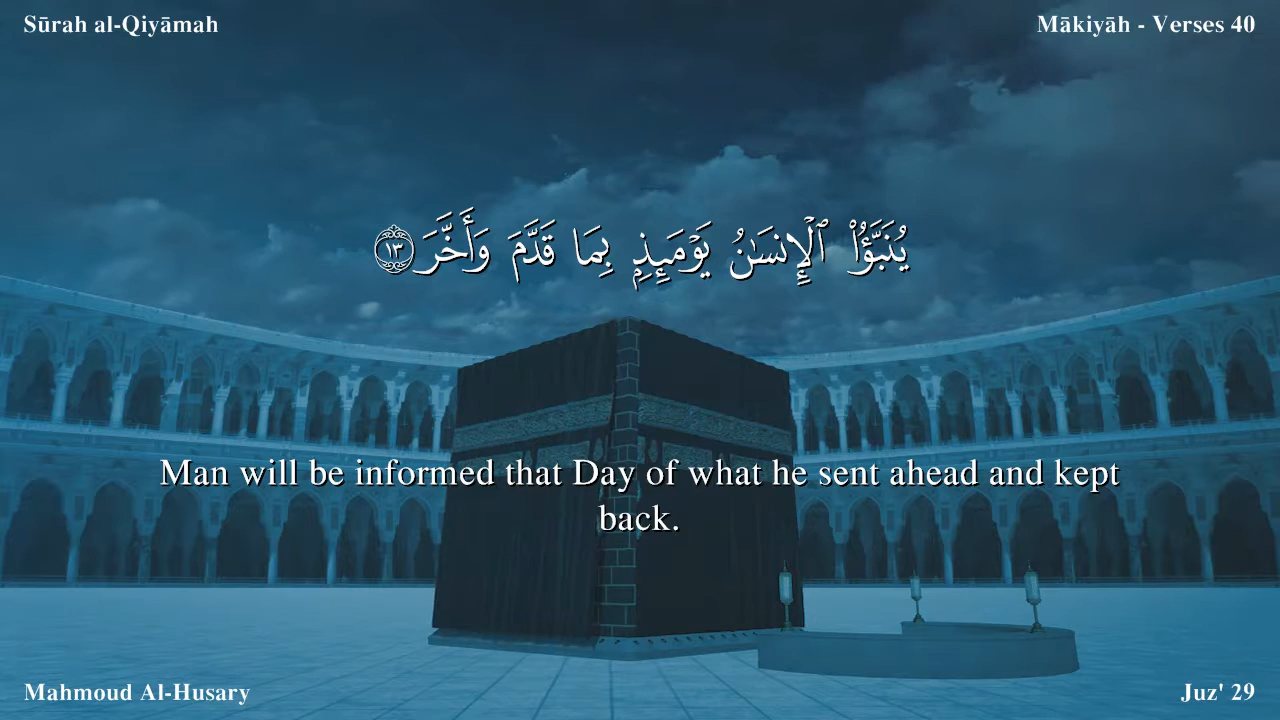 Sūrah al-Qiyāmah
Mākiyāh - Verses 40
يُنَبَّؤُا۟ ٱلْإِنسَـٰنُ يَوْمَئِذٍۭ بِمَا قَدَّمَ وَأَخَّرَ ١٣
Man will be informed that Day of what he sent ahead and kept
back.
Mahmoud Al-Husary
Juz' 29